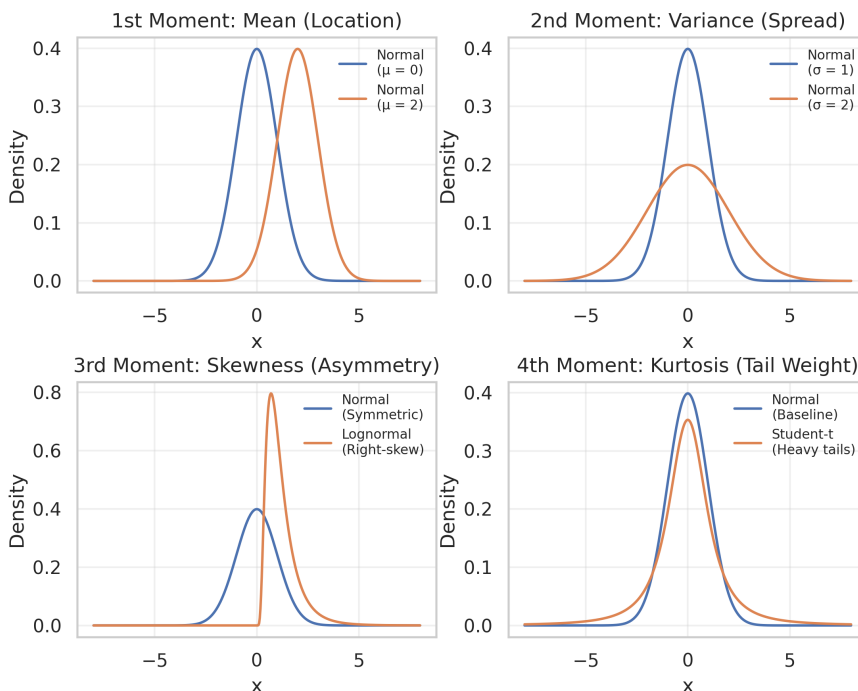 1st Moment: Mean (Location)
Density
0.4
0.3
0.2
0.1
0.0
−5
0
5
x
Normal
(μ = 0)
Normal
(μ = 2)
2nd Moment: Variance (Spread)
Density
0.4
0.3
0.2
0.1
0.0
−5
0
5
x
Normal
(σ = 1)
Normal
(σ = 2)
3rd Moment: Skewness (Asymmetry)
Density
0.8
0.6
0.4
0.2
0.0
−5
0
5
x
Normal
(Symmetric)
Lognormal
(Right-skew)
4th Moment: Kurtosis (Tail Weight)
Density
0.4
0.3
0.2
0.1
0.0
−5
0
5
x
Normal
(Baseline)
Student-t
(Heavy tails)